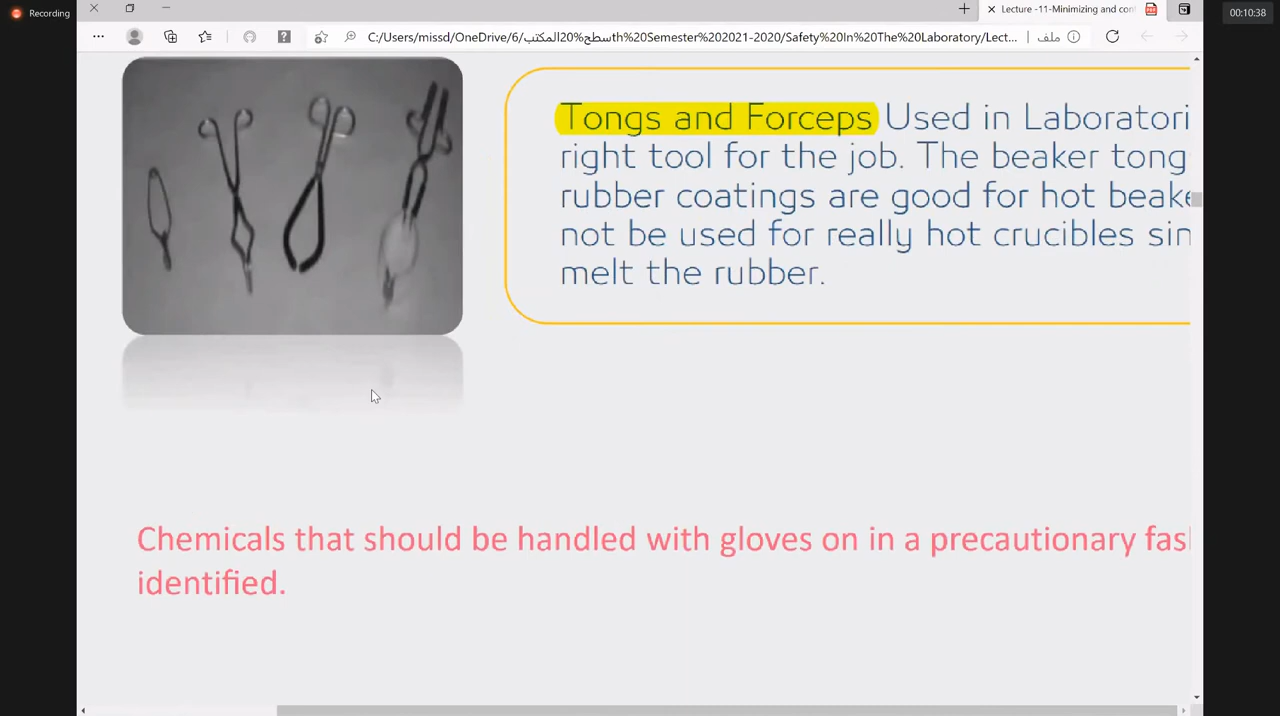 Recording
Lecture -11-Minimizing and con
00:10:38
C:/Users/missd/OneDrive/سطح%20المكتب/6th%20Semester%202021-2020/Safety%20In%20The%20Laboratory/Lect...
ملف
Tongs and Forceps Used in Laboratori
right tool for the job. The beaker tong
rubber coatings are good for hot beake
not be used for really hot crucibles sin
melt the rubber.
Chemicals that should be handled with gloves on in a precautionary fas
identified.